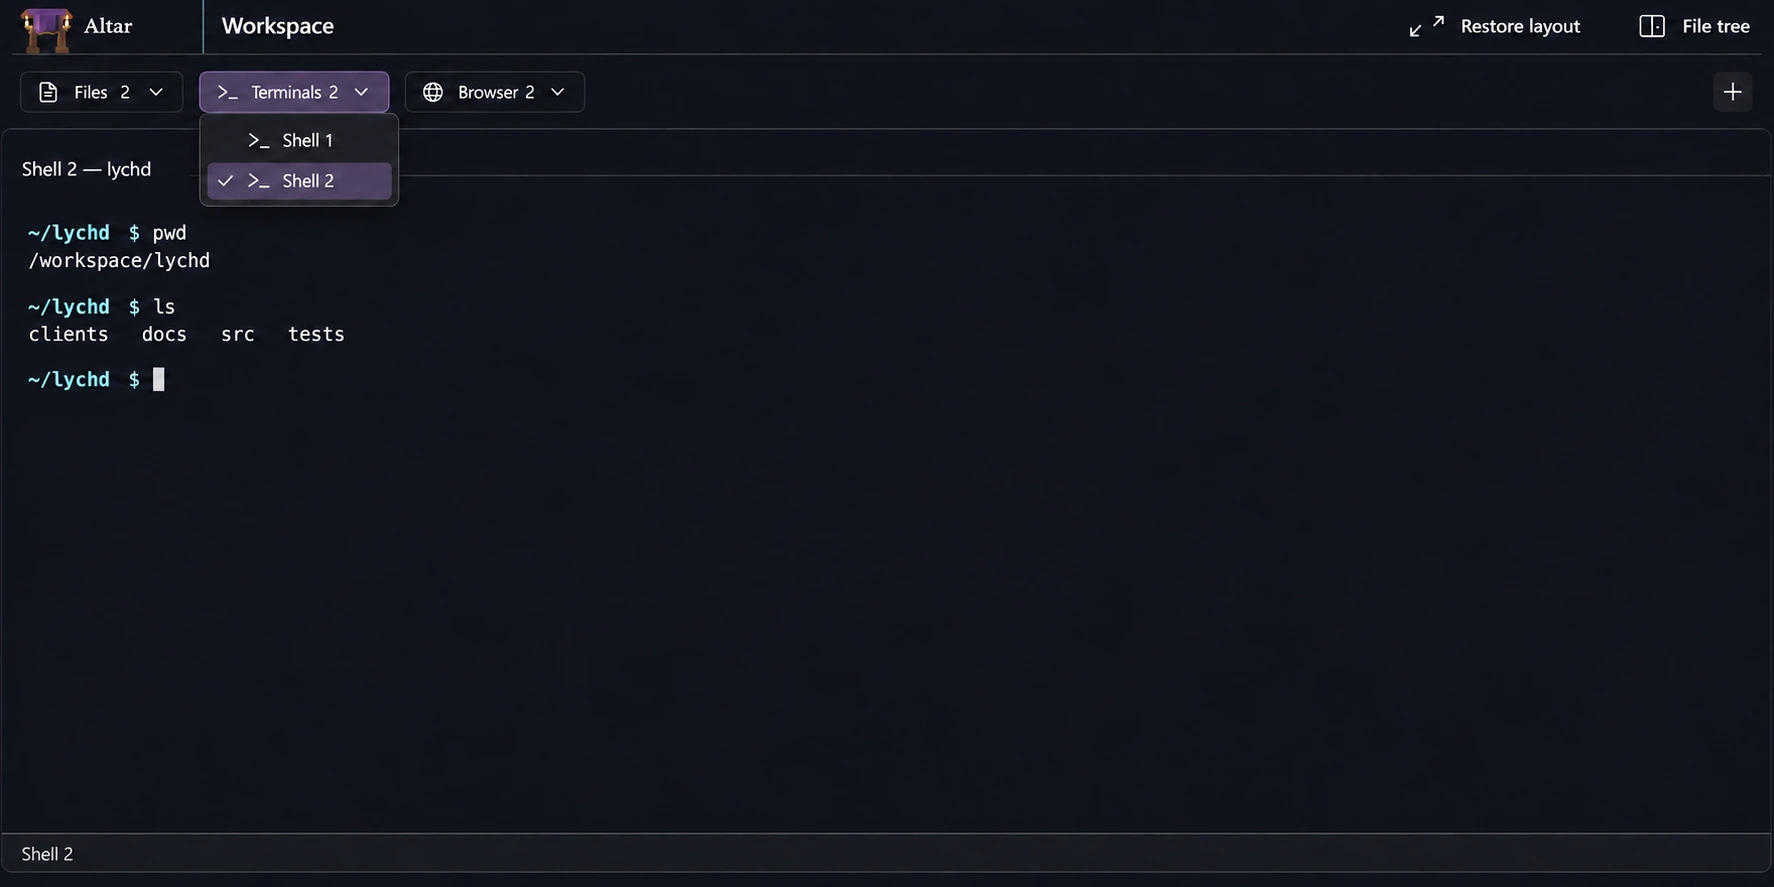 Altar
Workspace
Restore layout
File tree
Files 2
>_ Terminals 2
Browser 2
>_ Shell 1
>_ Shell 2
Shell 2 — lychd
~/lychd $ pwd
/workspace/lychd
~/lychd $ ls
clients docs src tests
~/lychd $
Shell 2